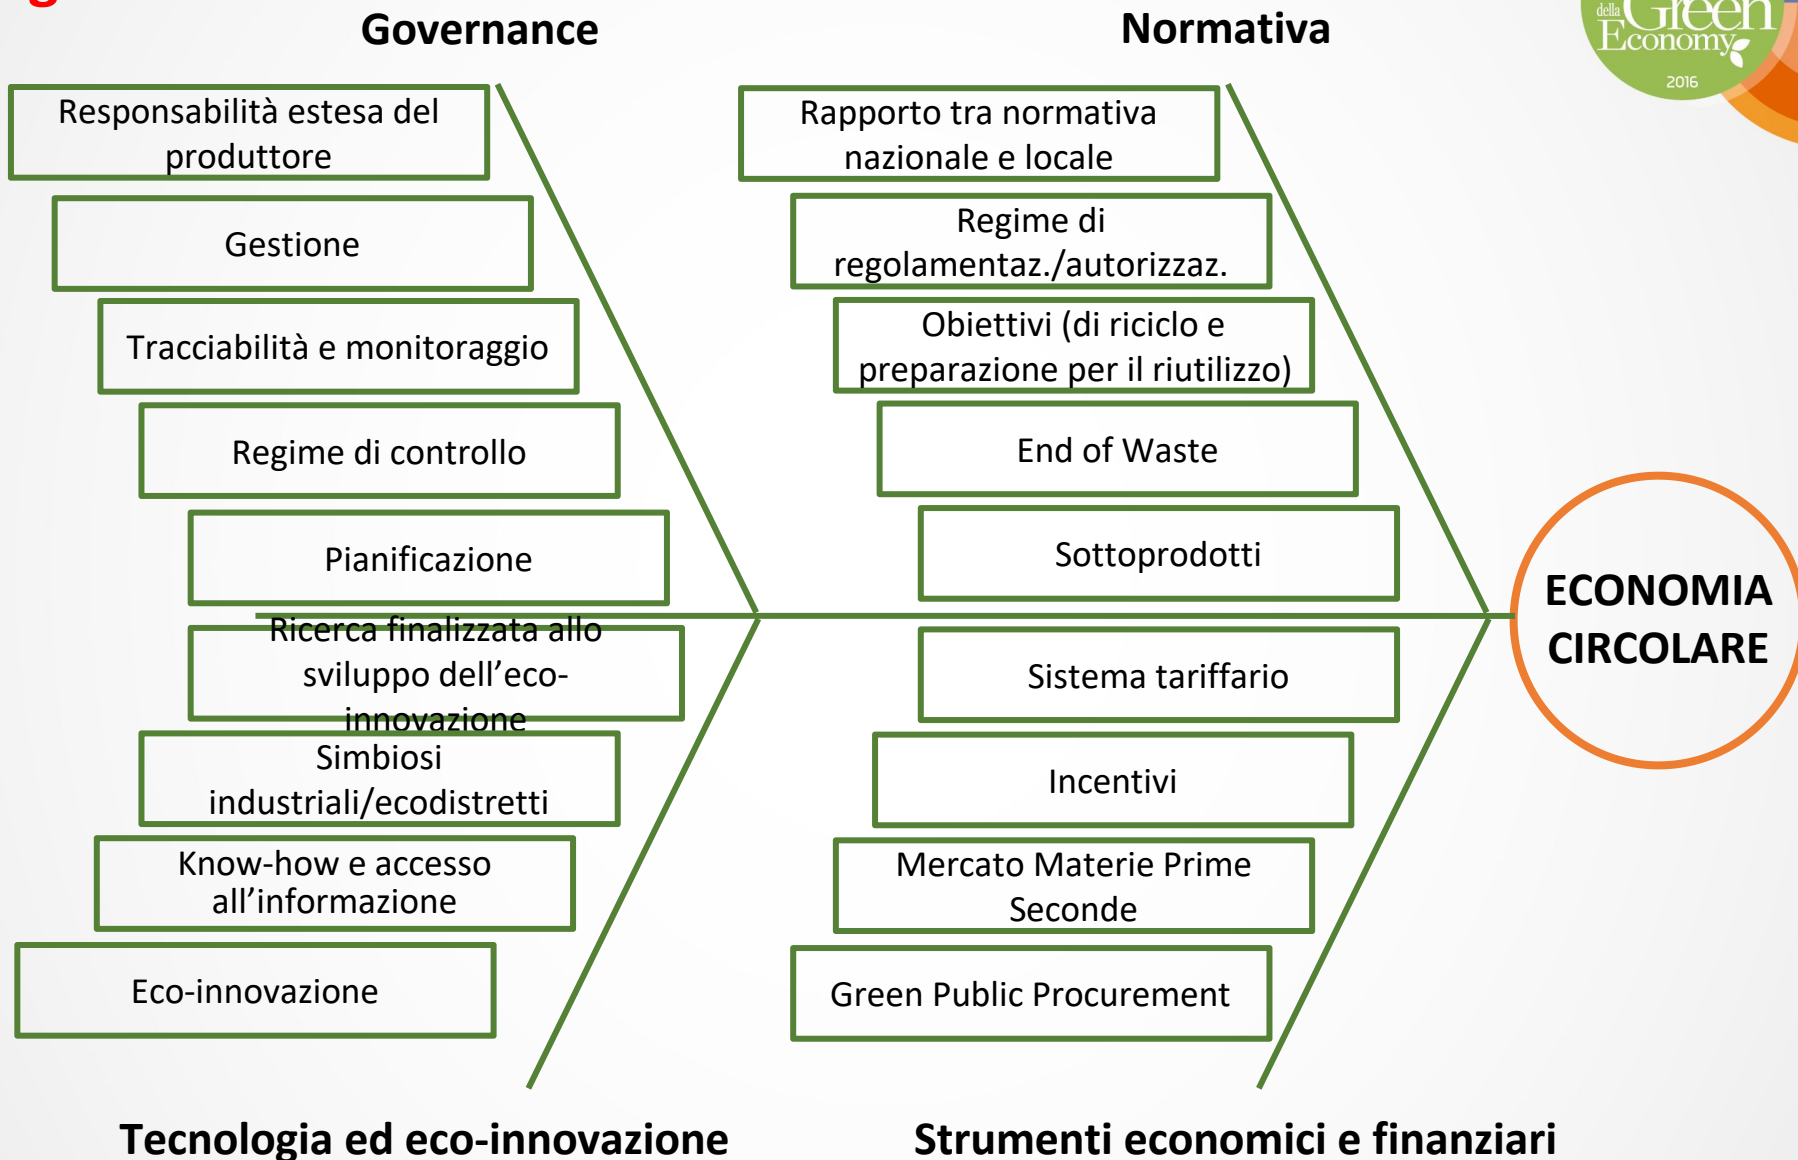 Governance
Normativa
della
Green
Economy
2016
Responsabilità estesa del
produttore
Gestione
Tracciabilità e monitoraggio
Regime di controllo
Pianificazione
Rapporto tra normativa
nazionale e locale
Regime di
regolamentaz./autorizzaz.
Obiettivi (di riciclo e
preparazione per il riutilizzo)
End of Waste
Sottoprodotti
ECONOMIA
CIRCOLARE
Ricerca finalizzata allo
sviluppo dell’eco-
innovazione
Simbiosi
industriali/ecodistretti
Know-how e accesso
all’informazione
Eco-innovazione
Sistema tariffario
Incentivi
Mercato Materie Prime
Seconde
Green Public Procurement
Tecnologia ed eco-innovazione
Strumenti economici e finanziari